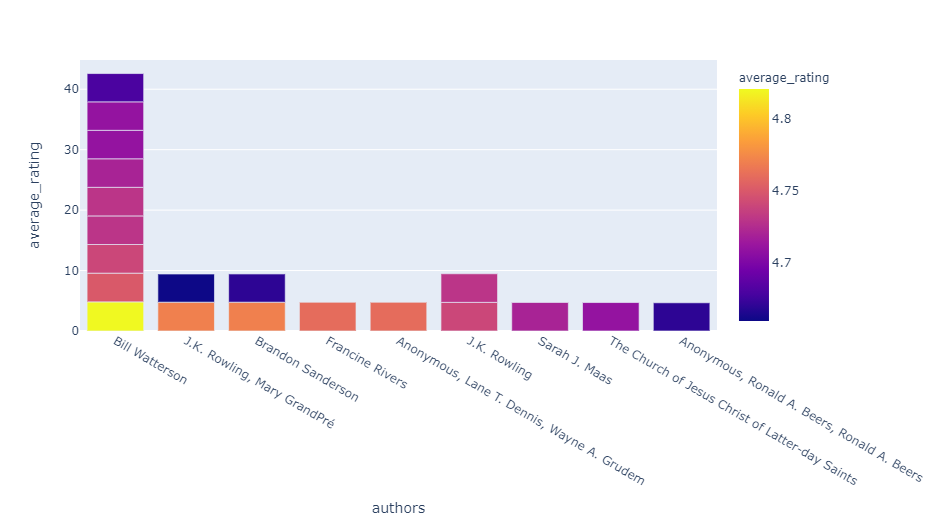 average_rating
4.8
4.75
4.7
average_rating
40
30
20
10
0
Bill Watterson
J.K. Rowling, Mary GrandPré
Brandon Sanderson
Francine Rivers
Anonymous, Lane T. Dennis, Wayne A. Grudem
J.K. Rowling
Sarah J. Maas
The Church of Jesus Christ of Latter-day Saints
Anonymous, Ronald A. Beers, Ronald A. Beers
authors